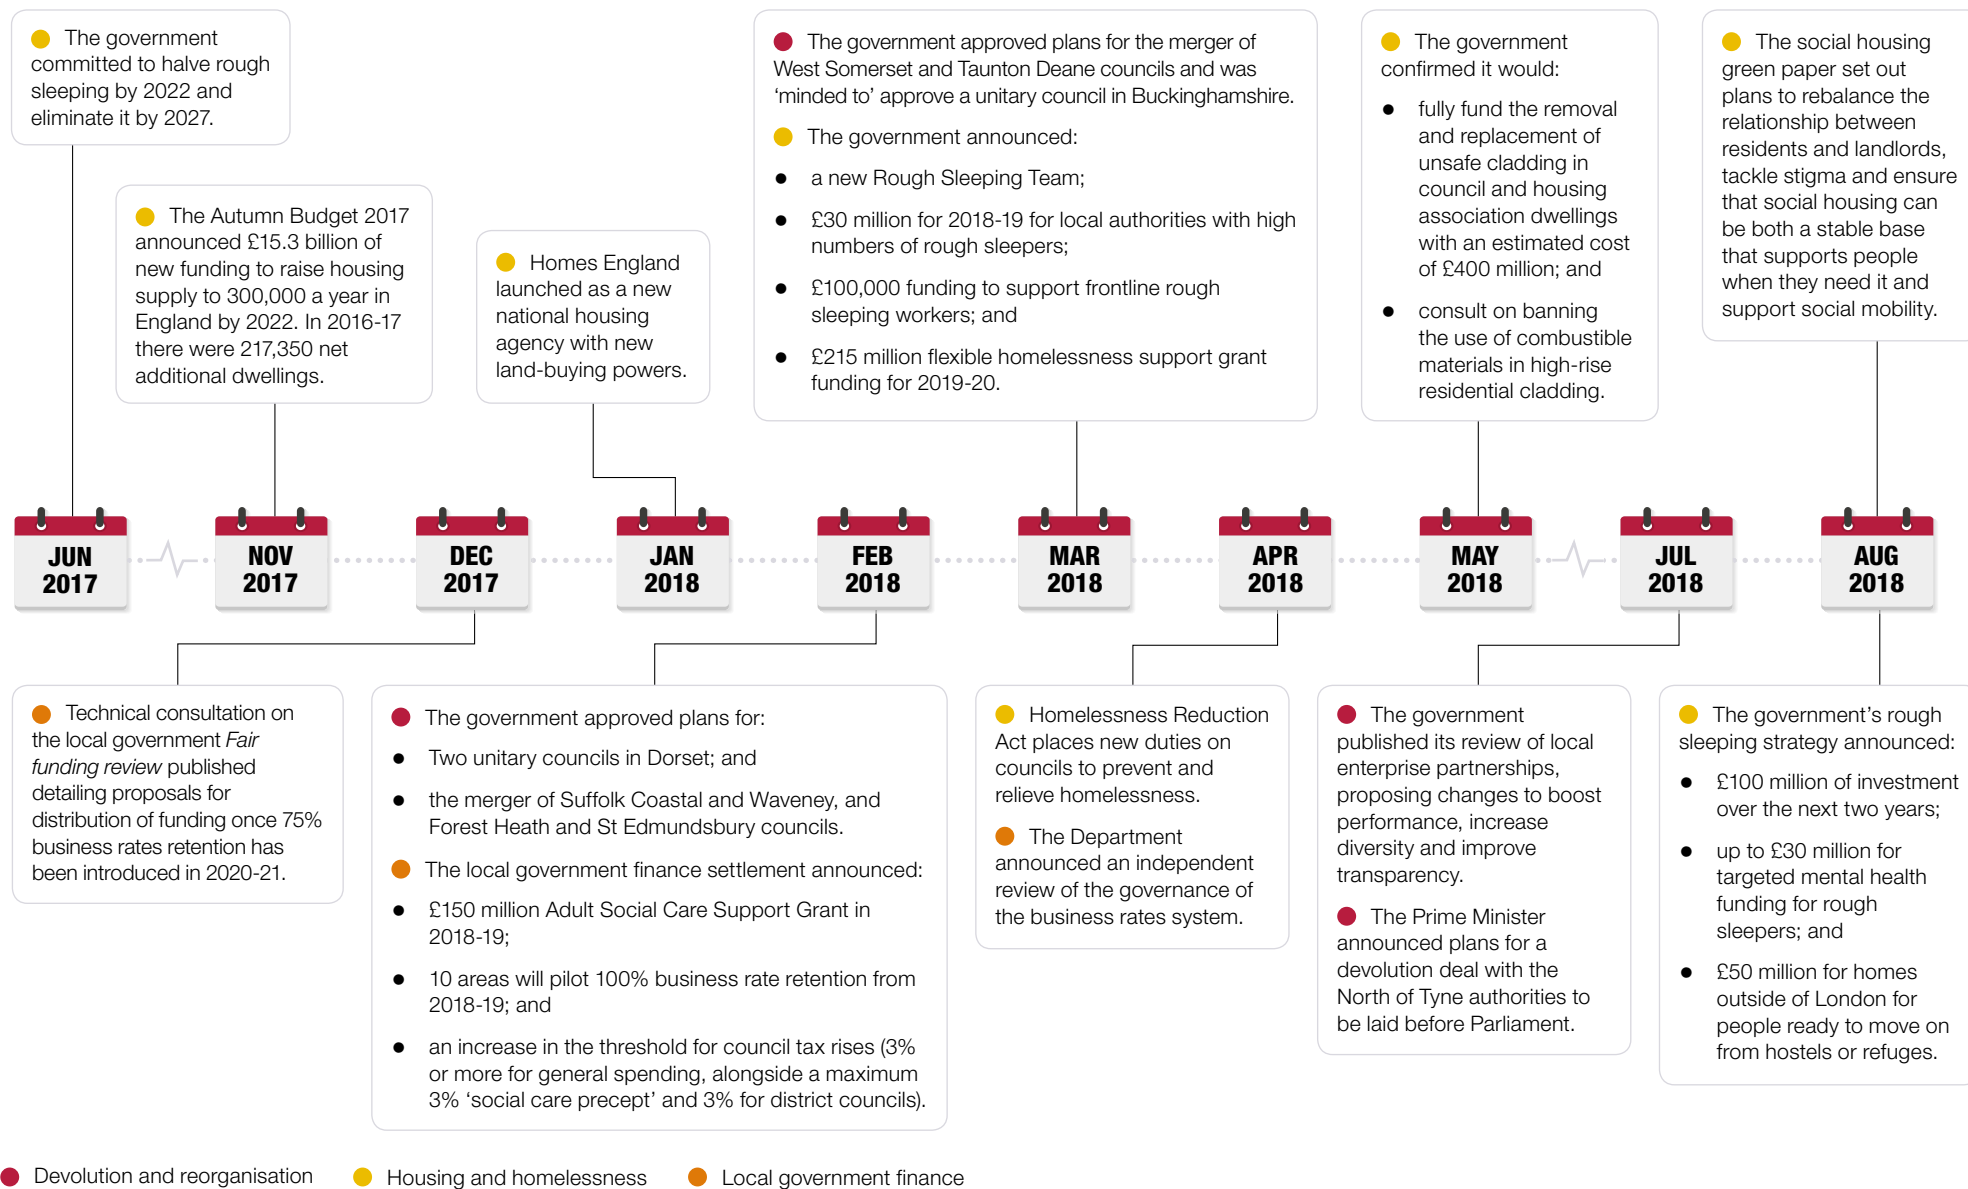 The government
committed to halve rough
sleeping by 2022 and
eliminate it by 2027.
The Autumn Budget 2017
announced £15.3 billion of
new funding to raise housing
supply to 300,000 a year in
England by 2022. In 2016-17
there were 217,350 net
additional dwellings.
Homes England
launched as a new
national housing
agency with new
land-buying powers.
The government approved plans for the merger of
West Somerset and Taunton Deane councils and was
‘minded to’ approve a unitary council in Buckinghamshire.
The government announced:
● a new Rough Sleeping Team;
● £30 million for 2018-19 for local authorities with high
numbers of rough sleepers;
● £100,000 funding to support frontline rough
sleeping workers; and
● £215 million flexible homelessness support grant
funding for 2019-20.
The government
confirmed it would:
● fully fund the removal
and replacement of
unsafe cladding in
council and housing
association dwellings
with an estimated cost
of £400 million; and
● consult on banning
the use of combustible
materials in high-rise
residential cladding.
The social housing
green paper set out
plans to rebalance the
relationship between
residents and landlords,
tackle stigma and ensure
that social housing can
be both a stable base
that supports people
when they need it and
support social mobility.
JUN
2017
NOV
2017
DEC
2017
JAN
2018
FEB
2018
MAR
2018
APR
2018
MAY
2018
JUL
2018
AUG
2018
Technical consultation on
the local government Fair
funding review published
detailing proposals for
distribution of funding once 75%
business rates retention has
been introduced in 2020-21.
The government approved plans for:
● Two unitary councils in Dorset; and
● the merger of Suffolk Coastal and Waveney, and
Forest Heath and St Edmundsbury councils.
The local government finance settlement announced:
● £150 million Adult Social Care Support Grant in
2018-19;
● 10 areas will pilot 100% business rate retention from
2018-19; and
● an increase in the threshold for council tax rises (3%
or more for general spending, alongside a maximum
3% ‘social care precept’ and 3% for district councils).
Homelessness Reduction
Act places new duties on
councils to prevent and
relieve homelessness.
The Department
announced an independent
review of the governance of
the business rates system.
The government
published its review of local
enterprise partnerships,
proposing changes to boost
performance, increase
diversity and improve
transparency.
The Prime Minister
announced plans for a
devolution deal with the
North of Tyne authorities to
be laid before Parliament.
The government’s rough
sleeping strategy announced:
● £100 million of investment
over the next two years;
● up to £30 million for
targeted mental health
funding for rough
sleepers; and
● £50 million for homes
outside of London for
people ready to move on
from hostels or refuges.
Devolution and reorganisation
Housing and homelessness
Local government finance